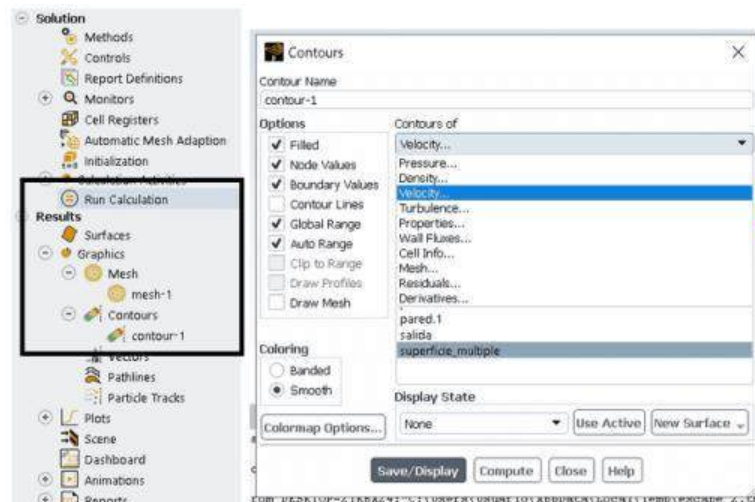 Solution
Methods
Controls
Report Definitions
Monitors
Cell Registers
Automatic Mesh Adaption
Initialization
Calculation Activities
Run Calculation
Results
Surfaces
Graphics
Mesh
mesh-1
Contours
contour-1
Vectors
Pathlines
Particle Tracks
Plots
Scene
Dashboard
Animations
Reports
Contours
Contour Name
contour-1
Options
Filled
Node Values
Boundary Values
Contour Lines
Global Range
Auto Range
Clip to Range
Draw Profiles
Draw Mesh
Coloring
Banded
Smooth
Colormap Options...
Contours of
Velocity...
Pressure...
Density...
Velocity...
Turbulence...
Properties...
Wall Fluxes...
Cell Info...
Mesh...
Residuals...
Derivatives...
pared.1
salida
superficie_multiple
Display State
None
Use Active
New Surface
Save/Display
Compute
Close
Help